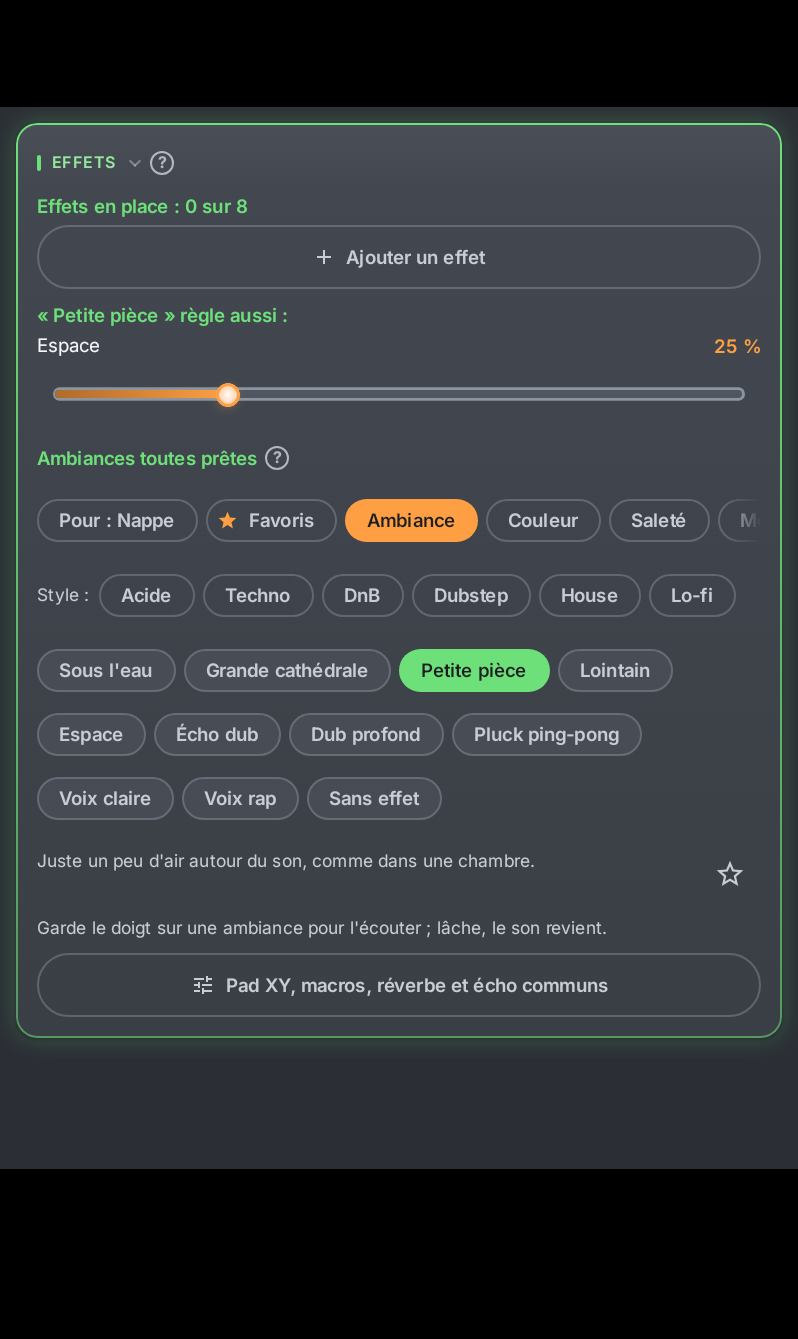 EFFETS ?
Effets en place : 0 sur 8
+ Ajouter un effet
« Petite pièce » règle aussi :
Espace 25 %
Ambiances toutes prêtes ?
Pour : Nappe Favoris Ambiance Couleur Saleté
Style : Acide Techno DnB Dubstep House Lo-fi
Sous l'eau Grande cathédrale Petite pièce Lointain
Espace Écho dub Dub profond Pluck ping-pong
Voix claire Voix rap Sans effet
Juste un peu d'air autour du son, comme dans une chambre.
Garde le doigt sur une ambiance pour l'écouter ; lâche, le son revient.
Pad XY, macros, réverbe et écho communs